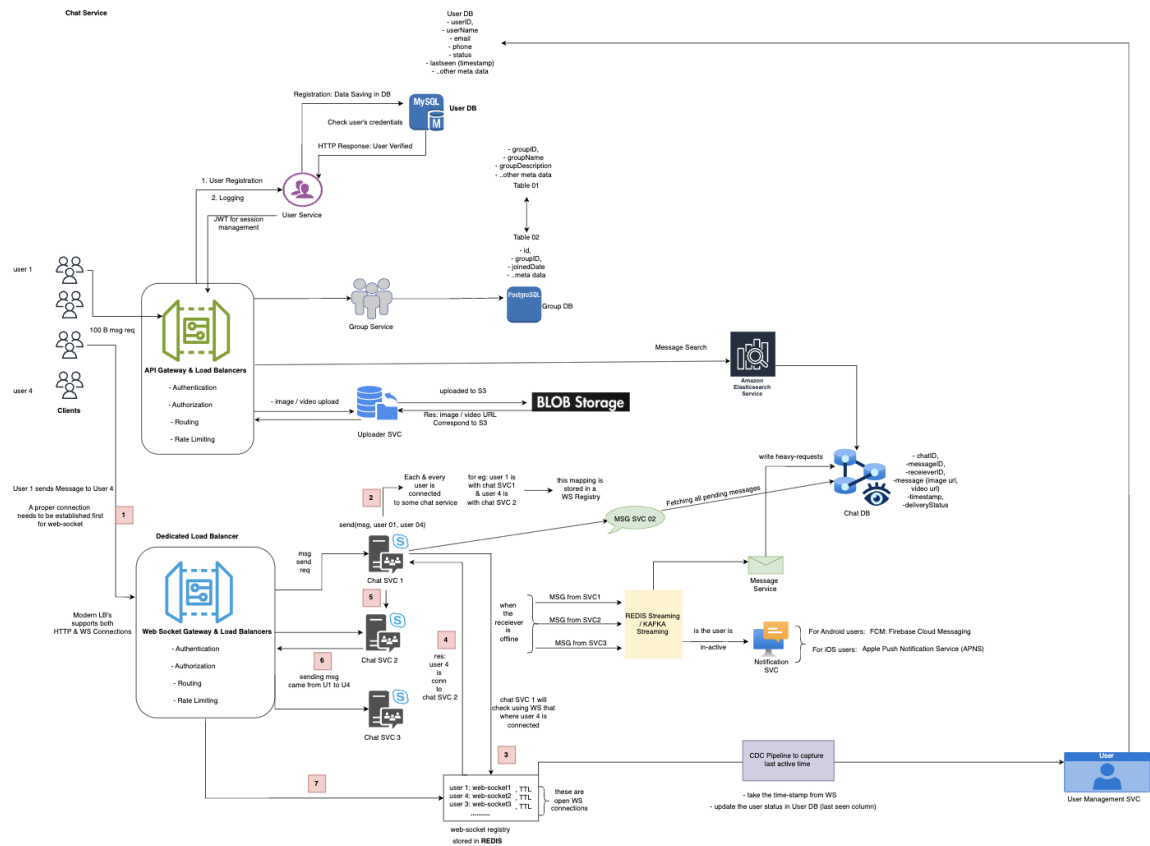 Chat Service
User DB
- userID,
- userName
- email
- phone
- status
- lastseen (timestamp)
- ..other meta data
Registration: Data Saving in DB
MySQL
M
User DB
Check user's credentials
HTTP Response: User Verified
- groupID,
- groupName
- groupDescription
- ..other meta data
Table 01
1. User Registration
2. Logging
User Service
JWT for session
management
Table 02
- id,
- groupID,
- joinedDate
- ..meta data
user 1
100 B msg req
user 4
Clients
API Gateway & Load Balancers
- Authentication
- Authorization
- Routing
- Rate Limiting
Group Service
PostgreSQL
Group DB
Message Search
Amazon
Elasticsearch
Service
- image / video upload
Uploader SVC
uploaded to S3
Res: image / video URL
Correspond to S3
BLOB Storage
write heavy-requests
- chatID,
-messageID,
-receieverID,
-message (image url,
video url)
-timestamp,
-deliveryStatus
Chat DB
User 1 sends Message to User 4
A proper connection
needs to be established first
for web-socket
1
2
Each & every
user is
connected
to some chat service
for eg: user 1 is
with chat SVC1
& user 4 is
with chat SVC 2
this mapping is
stored in a
WS Registry
Fetching all pending messages
MSG SVC 02
send(msg, user 01, user 04)
Dedicated Load Balancer
msg
send
req
Chat SVC 1
Message
Service
Modern LB's
supports both
HTTP & WS Connections
Web Socket Gateway & Load Balancers
- Authentication
- Authorization
- Routing
- Rate Limiting
5
Chat SVC 2
6
sending msg
came from U1 to U4
Chat SVC 3
4
res:
user 4
is
conn
to
chat SVC 2
when
the
receiever
is
offline
MSG from SVC1
MSG from SVC2
MSG from SVC3
REDIS Streaming
/ KAFKA
Streaming
is the user is
in-active
Notification
SVC
For Android users: FCM: Firebase Cloud Messaging
For iOS users: Apple Push Notification Service (APNS)
chat SVC 1 will
check using WS that
where user 4 is
connected
3
7
user 1: web-socket1 , TTL
user 4: web-socket2 , TTL
user 3: web-socket3 , TTL
..........
these are
open WS
connections
web-socket registry
stored in REDIS
CDC Pipeline to capture
last active time
- take the time-stamp from WS
- update the user status in User DB (last seen column)
User
User Management SVC